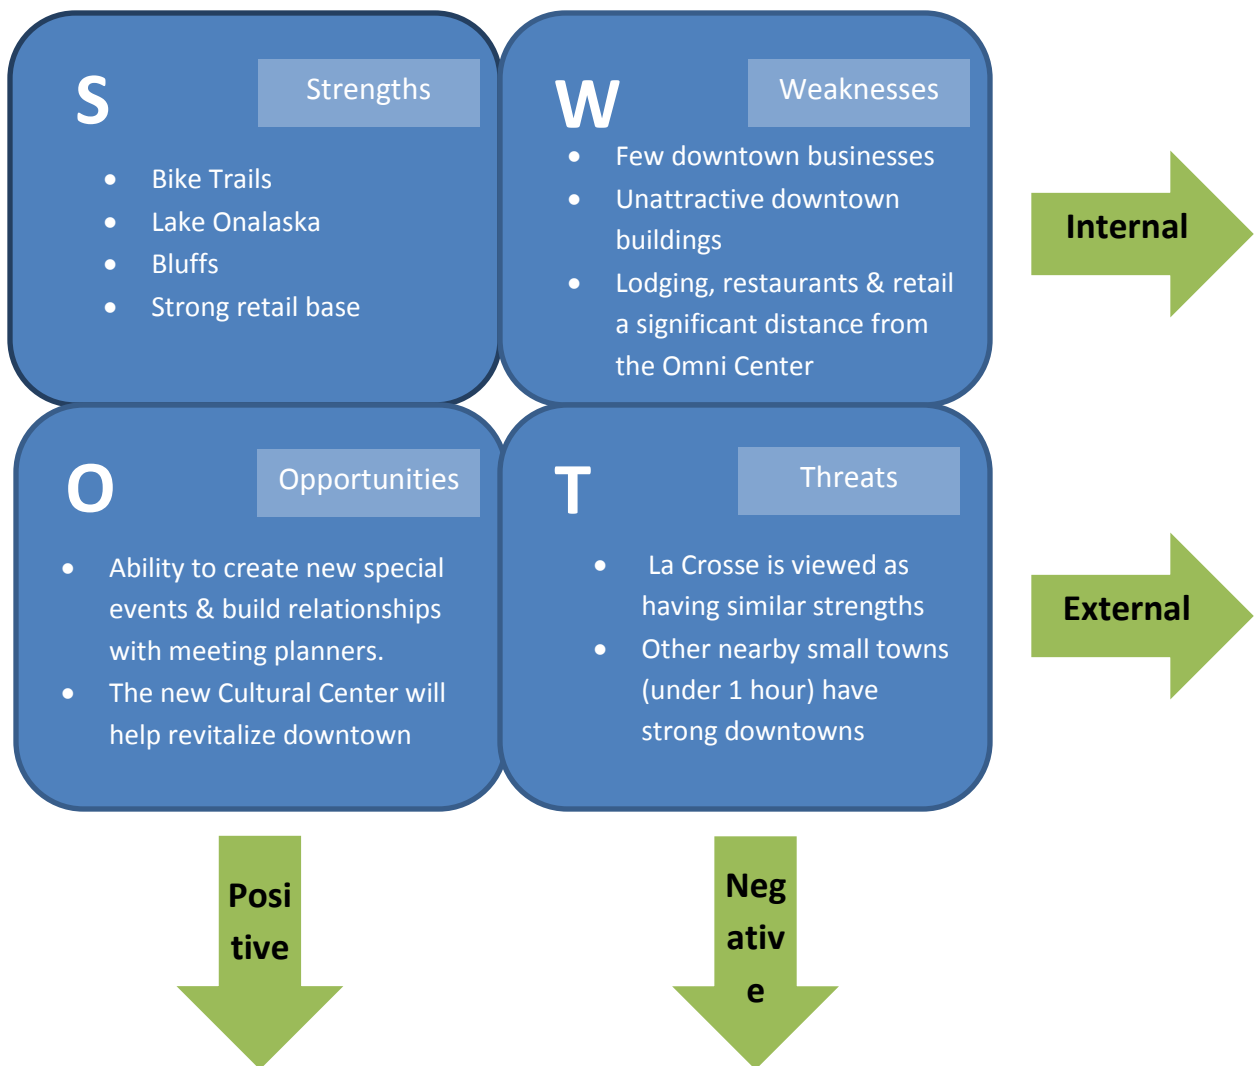 S
Strengths
• Bike Trails
• Lake Onalaska
• Bluffs
• Strong retail base
W
Weaknesses
• Few downtown businesses
• Unattractive downtown
buildings
• Lodging, restaurants & retail
a significant distance from
the Omni Center
Internal
O
Opportunities
• Ability to create new special
events & build relationships
with meeting planners.
• The new Cultural Center will
help revitalize downtown
T
Threats
• La Crosse is viewed as
having similar strengths
• Other nearby small towns
(under 1 hour) have
strong downtowns
External
Posi
tive
Neg
ativ
e